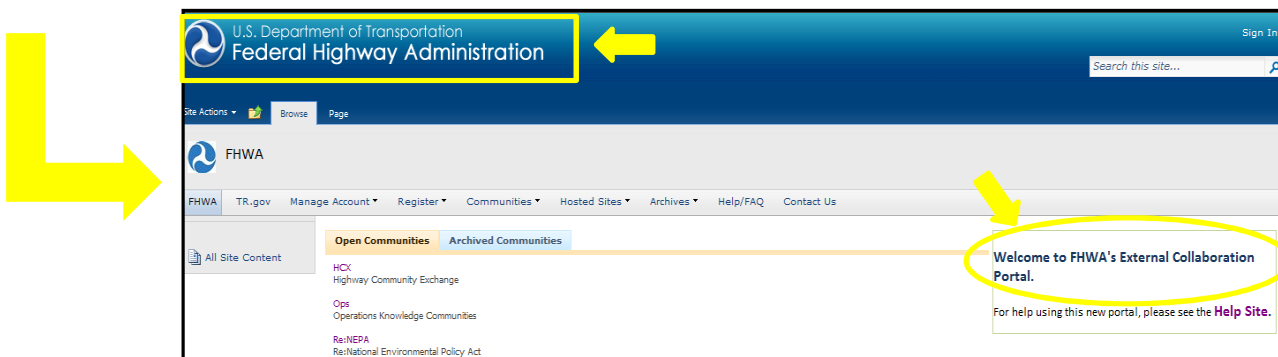 U.S. Department of Transportation
Federal Highway Administration
Sign In
Search this site...
Site Actions
Browse
Page
FHWA
FHWA TR.gov Manage Account Register Communities Hosted Sites Archives Help/FAQ Contact Us
All Site Content
Open Communities Archived Communities
HCX
Highway Community Exchange
Ops
Operations Knowledge Communities
Re:NEPA
Re:National Environmental Policy Act
Welcome to FHWA's External Collaboration
Portal.
For help using this new portal, please see the Help Site.